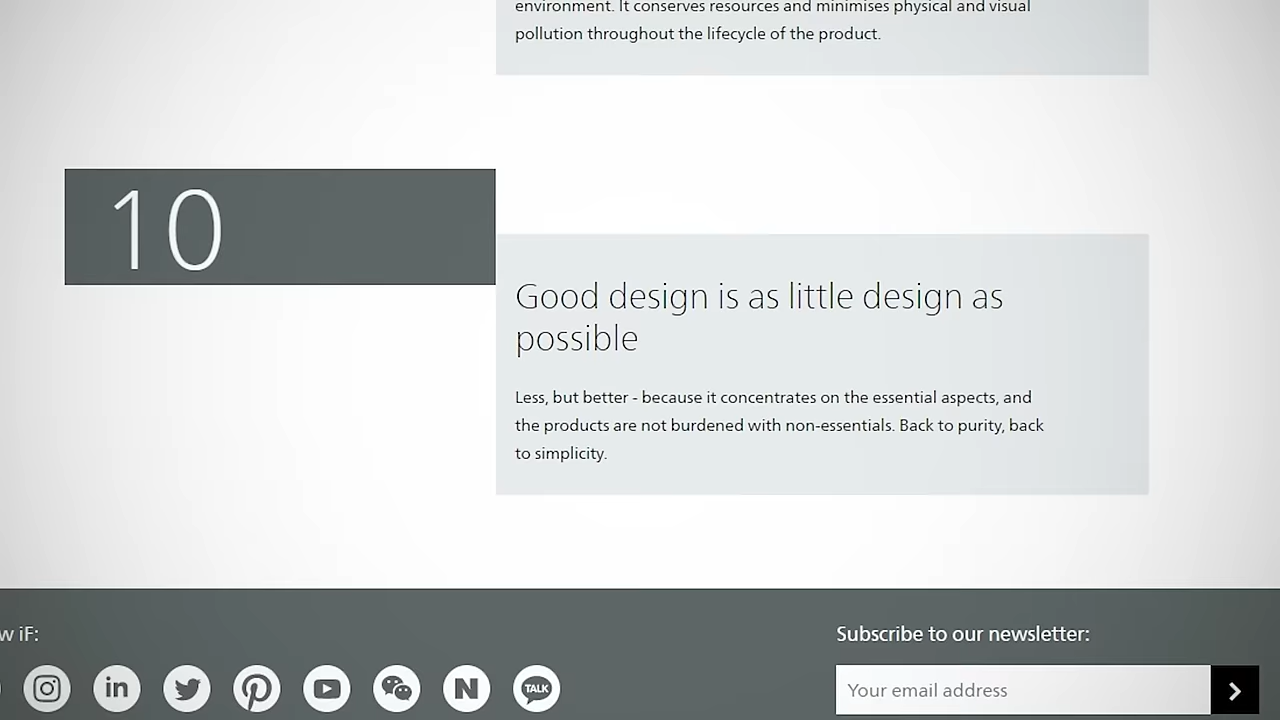 environment. It conserves resources and minimises physical and visual
pollution throughout the lifecycle of the product.
10
Good design is as little design as
possible
Less, but better - because it concentrates on the essential aspects, and
the products are not burdened with non-essentials. Back to purity, back
to simplicity.
w iF:
Subscribe to our newsletter:
in
N
TALK
Your email address